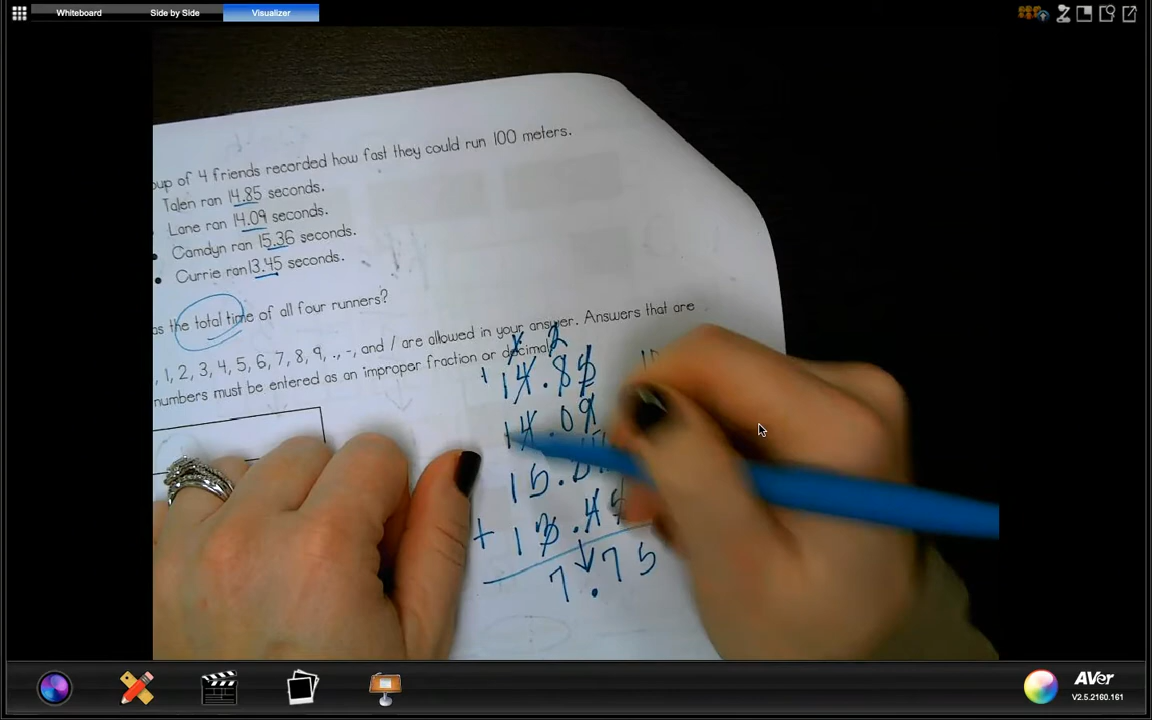 Whiteboard Side by Side Visualizer
oup of 4 friends recorded how fast they could run 100 meters.
Talen ran 14.85 seconds.
Lane ran 14.09 seconds.
• Camdyn ran 15.36 seconds.
• Currie ran 13.45 seconds.
as the total time of all four runners?
, 1, 2, 3, 4, 5, 6, 7, 8, 9, ., -, and / are allowed in your answer. Answers that are
numbers must be entered as an improper fraction or decimal.
1 2
+ 14.85
14.09
15.
+ 13.45
7.75
AVer
V2.5.2160.161